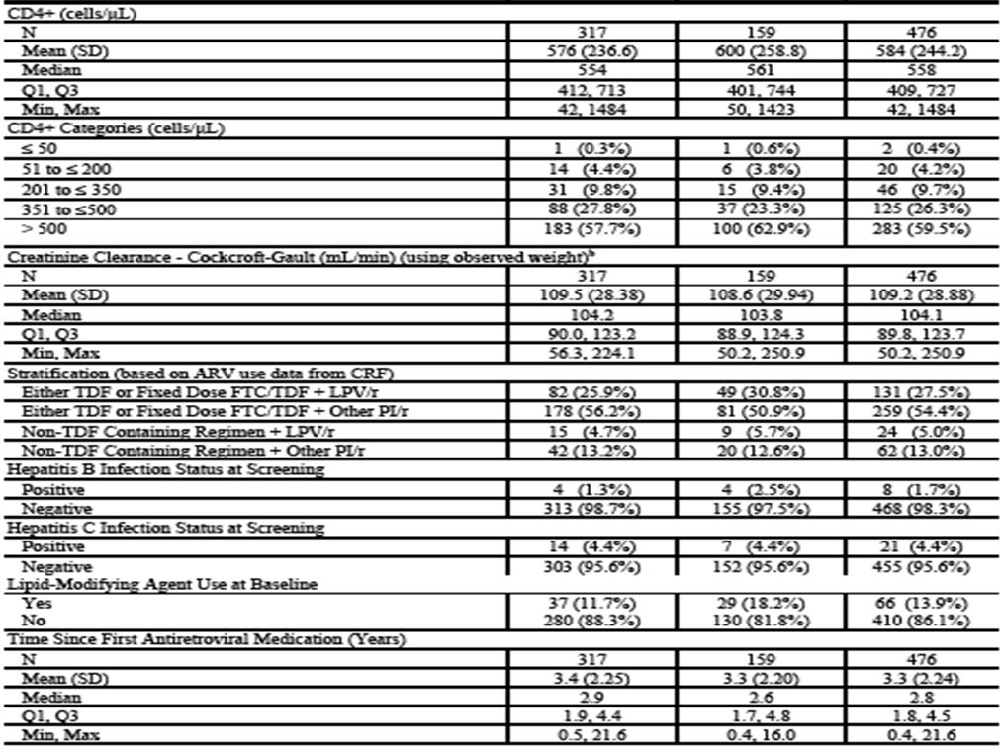 CD4+ (cells/µL)
N 317 159 476
Mean (SD) 576 (236.6) 600 (258.8) 584 (244.2)
Median 554 561 558
Q1, Q3 412, 713 401, 744 409, 727
Min, Max 42, 1484 50, 1423 42, 1484
CD4+ Categories (cells/µL)
≤ 50 1 (0.3%) 1 (0.6%) 2 (0.4%)
51 to ≤ 200 14 (4.4%) 6 (3.8%) 20 (4.2%)
201 to ≤ 350 31 (9.8%) 15 (9.4%) 46 (9.7%)
351 to ≤500 88 (27.8%) 37 (23.3%) 125 (26.3%)
> 500 183 (57.7%) 100 (62.9%) 283 (59.5%)
Creatinine Clearance - Cockcroft-Gault (mL/min) (using observed weight)b
N 317 159 476
Mean (SD) 109.5 (28.38) 108.6 (29.94) 109.2 (28.88)
Median 104.2 103.8 104.1
Q1, Q3 90.0, 123.2 88.9, 124.3 89.8, 123.7
Min, Max 56.3, 224.1 50.2, 250.9 50.2, 250.9
Stratification (based on ARV use data from CRF)
Either TDF or Fixed Dose FTC/TDF + LPV/r 82 (25.9%) 49 (30.8%) 131 (27.5%)
Either TDF or Fixed Dose FTC/TDF + Other PI/r 178 (56.2%) 81 (50.9%) 259 (54.4%)
Non-TDF Containing Regimen + LPV/r 15 (4.7%) 9 (5.7%) 24 (5.0%)
Non-TDF Containing Regimen + Other PI/r 42 (13.2%) 20 (12.6%) 62 (13.0%)
Hepatitis B Infection Status at Screening
Positive 4 (1.3%) 4 (2.5%) 8 (1.7%)
Negative 313 (98.7%) 155 (97.5%) 468 (98.3%)
Hepatitis C Infection Status at Screening
Positive 14 (4.4%) 7 (4.4%) 21 (4.4%)
Negative 303 (95.6%) 152 (95.6%) 455 (95.6%)
Lipid-Modifying Agent Use at Baseline
Yes 37 (11.7%) 29 (18.2%) 66 (13.9%)
No 280 (88.3%) 130 (81.8%) 410 (86.1%)
Time Since First Antiretroviral Medication (Years)
N 317 159 476
Mean (SD) 3.4 (2.25) 3.3 (2.20) 3.3 (2.24)
Median 2.9 2.6 2.8
Q1, Q3 1.9, 4.4 1.7, 4.8 1.8, 4.5
Min, Max 0.5, 21.6 0.4, 16.0 0.4, 21.6